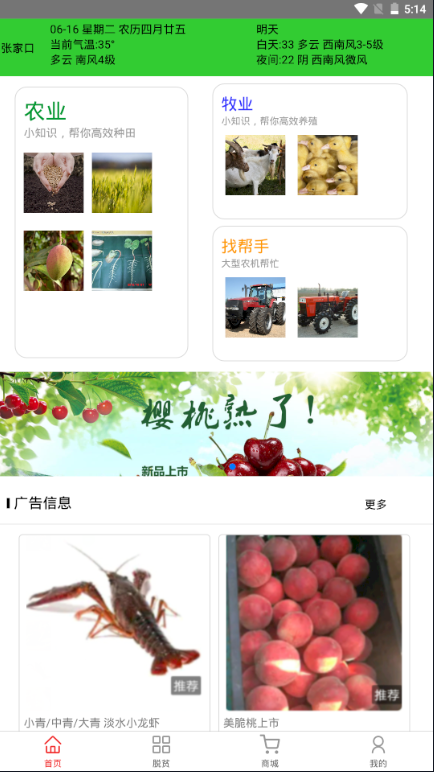 5:14
张家口
06-16 星期二 农历四月廿五
当前气温:35°
多云 南风4级
明天
白天:33 多云 西南风3-5级
夜间:22 阴 西南风微风
农业
小知识，帮你高效种田
牧业
小知识，帮你高效养殖
找帮手
大型农机帮忙
樱桃熟了!
新品上市
广告信息
更多
推荐
小青/中青/大青 淡水小龙虾
推荐
美脆桃上市
首页
脱贫
商城
我的